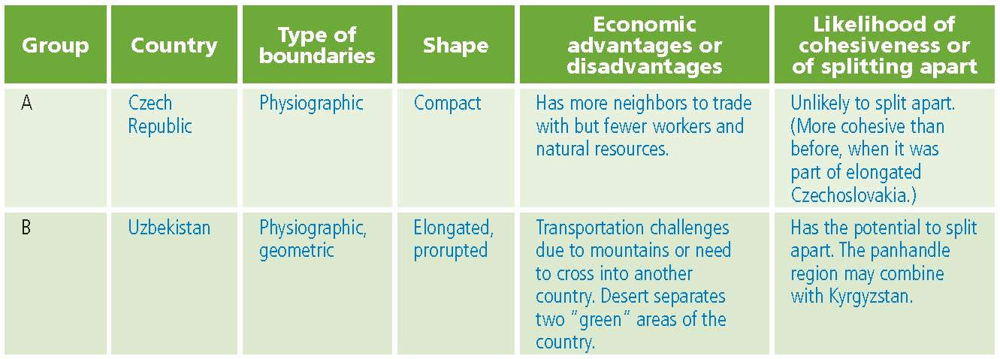 Group
Country
Type of
boundaries
Shape
Economic
advantages or
disadvantages
Likelihood of
cohesiveness or
of splitting apart
A
Czech
Republic
Physiographic
Compact
Has more neighbors to trade
with but fewer workers and
natural resources.
Unlikely to split apart.
(More cohesive than
before, when it was
part of elongated
Czechoslovakia.)
B
Uzbekistan
Physiographic,
geometric
Elongated,
prorupted
Transportation challenges
due to mountains or need
to cross into another
country. Desert separates
two “green” areas of the
country.
Has the potential to split
apart. The panhandle
region may combine
with Kyrgyzstan.